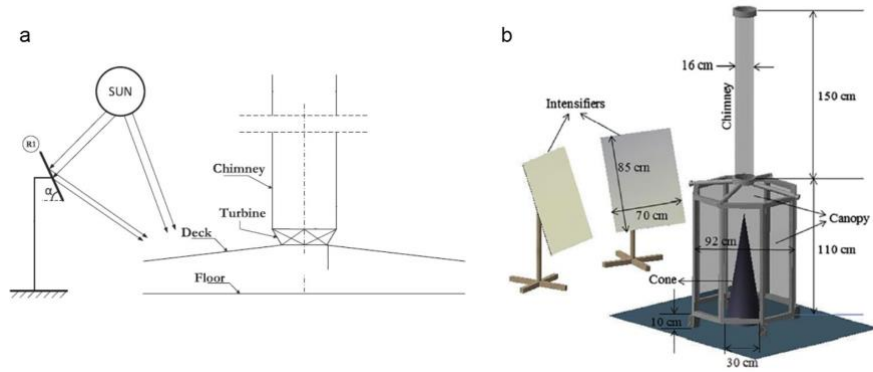 a
SUN
R1
α
Chimney
Turbine
Deck
Floor
b
Intensifiers
85 cm
70 cm
16 cm
Chimney
150 cm
92 cm
Canopy
110 cm
Cone
10 cm
30 cm